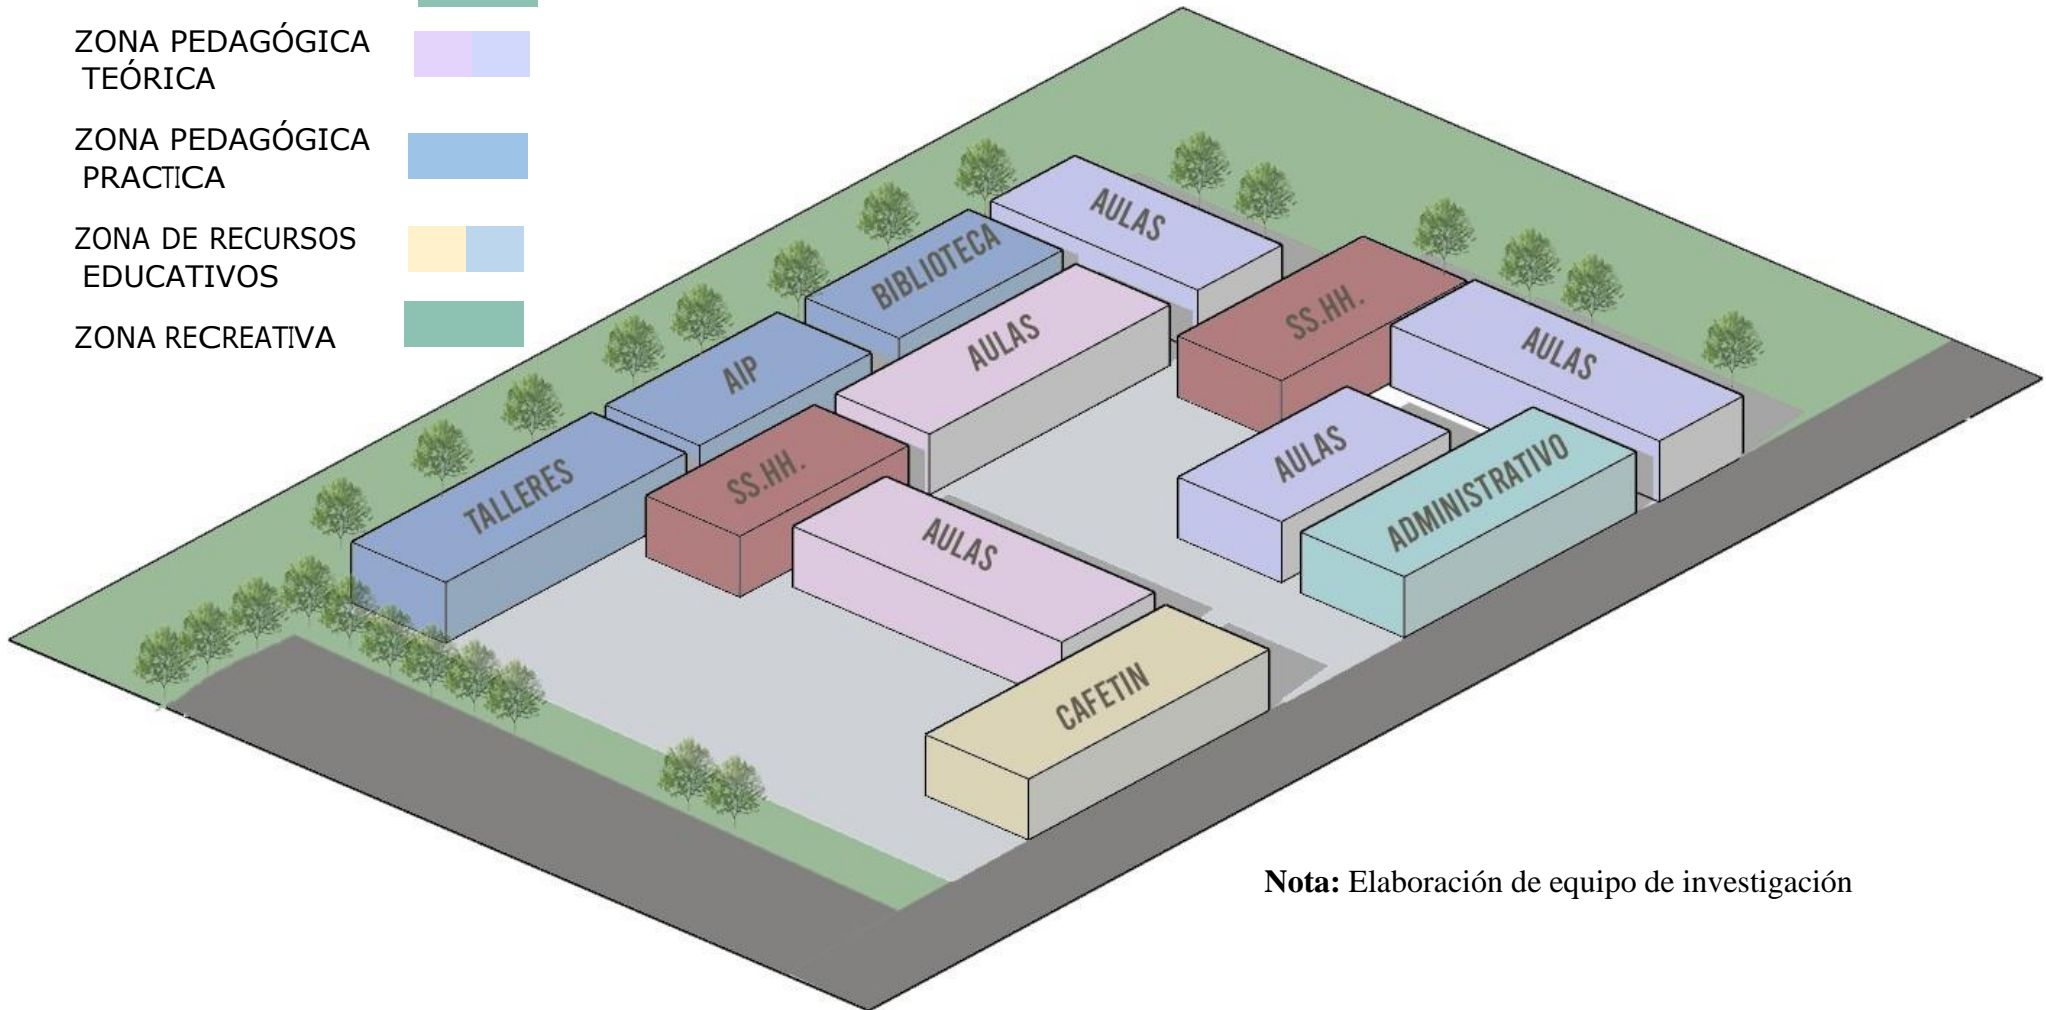 ZONA PEDAGÓGICA
TEÓRICA
ZONA PEDAGÓGICA
PRACTICA
ZONA DE RECURSOS
EDUCATIVOS
ZONA RECREATIVA
AULAS
BIBLIOTECA
AULAS
SS.HH.
AULAS
AIP
AULAS
TALLERES
SS.HH.
ADMINISTRATIVO
AULAS
CAFETIN
Nota: Elaboración de equipo de investigación